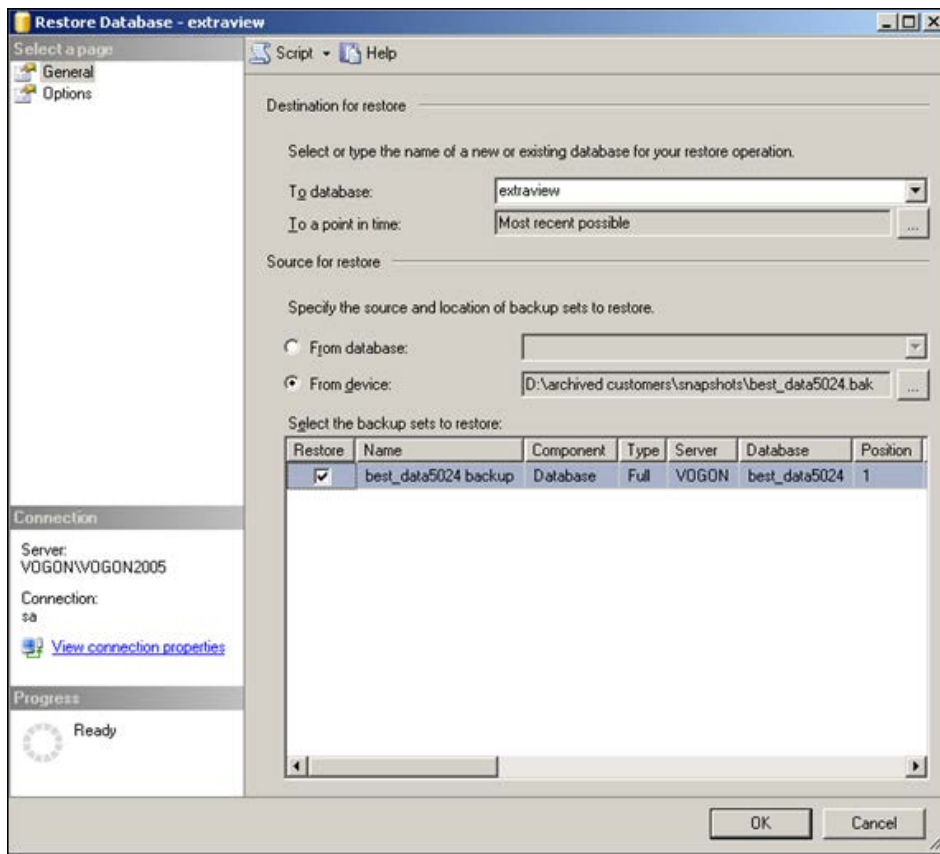 Restore Database - extraview
Select a page
General
Options
Script Help
Destination for restore
Select or type the name of a new or existing database for your restore operation.
To database: extraview
To a point in time: Most recent possible ...
Source for restore
Specify the source and location of backup sets to restore.
From database:
From device: D:\archived customers\snapshots\best_data5024.bak ...
Select the backup sets to restore:
Restore Name Component Type Server Database Position
best_data5024 backup Database Full VOGON best_data5024 1
Connection
Server:
VOGON\VOGON2005
Connection:
sa
View connection properties
Progress
Ready
OK Cancel